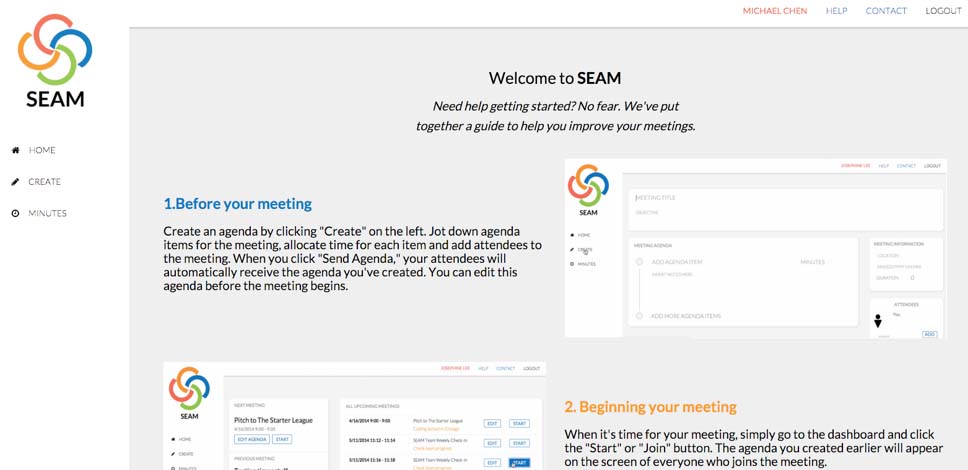 MICHAEL CHEN HELP CONTACT LOGOUT
SEAM
HOME
CREATE
MINUTES
Welcome to SEAM
Need help getting started? No fear. We've put
together a guide to help you improve your meetings.
1.Before your meeting
Create an agenda by clicking "Create" on the left. Jot down agenda
items for the meeting, allocate time for each item and add attendees to
the meeting. When you click "Send Agenda," your attendees will
automatically receive the agenda you've created. You can edit this
agenda before the meeting begins.
JOSEPHINE LEE HELP CONTACT LOGOUT
SEAM
HOME
CREATE
MINUTES
MEETING TITLE
OBJECTIVE
MEETING AGENDA
ADD AGENDA ITEM MINUTES
INSERT NOTES HERE
ADD MORE AGENDA ITEMS
MEETING INFORMATION
LOCATION
DURATION 0
ATTENDEES
You
ADD
JOSEPHINE LEE HELP CONTACT LOGOUT
SEAM
HOME
CREATE
MINUTES
NEXT MEETING
Pitch to The Starter League
4/16/2014 9:00 - 9:05
EDIT AGENDA START
PREVIOUS MEETING
ALL UPCOMING MEETINGS
4/16/2014 9:00 - 9:05 Pitch to The Starter League EDIT START
5/11/2014 11:12 - 11:14 SEAM Team Weekly Check-in EDIT START
5/11/2014 11:16 - 11:18 SEAM Team Weekly Check-in EDIT START
2. Beginning your meeting
When it's time for your meeting, simply go to the dashboard and click
the "Start" or "Join" button. The agenda you created earlier will appear
on the screen of everyone who joins the meeting.